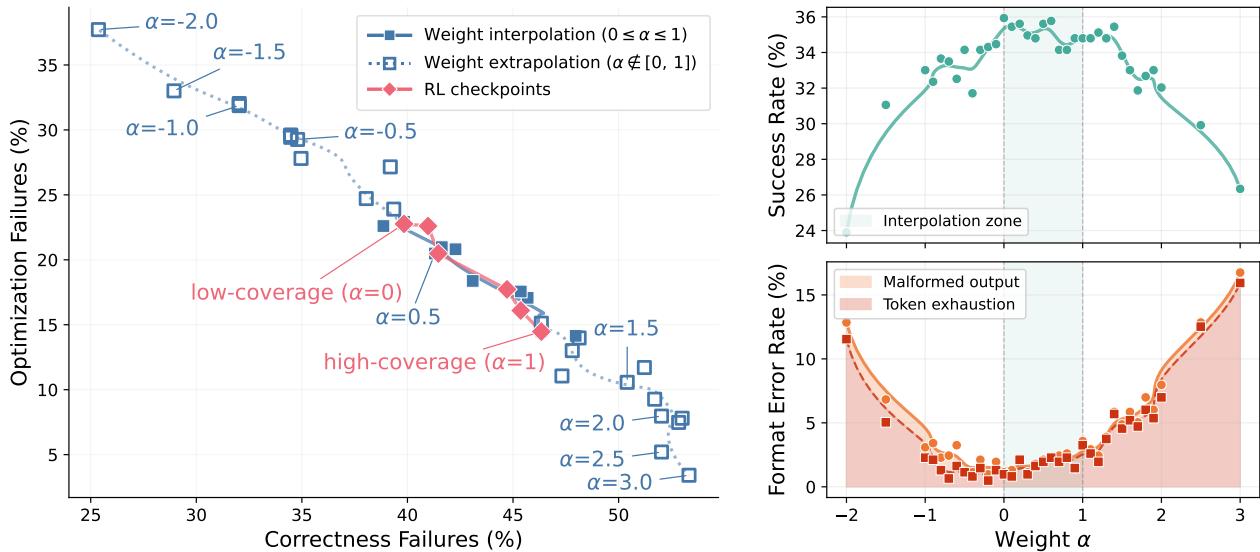 α=-2.0
α=-1.5
α=-1.0
α=-0.5
Weight interpolation (0 ≤ α ≤ 1)
Weight extrapolation (α ∉ [0, 1])
RL checkpoints
low-coverage (α=0)
α=0.5
high-coverage (α=1)
α=1.5
α=2.0
α=2.5
α=3.0
35
30
25
20
15
10
5
Optimization Failures (%)
25 30 35 40 45 50
Correctness Failures (%)
36
34
32
30
28
26
24
Success Rate (%)
Interpolation zone
Malformed output
Token exhaustion
15
10
5
0
Format Error Rate (%)
−2 −1 0 1 2 3
Weight α